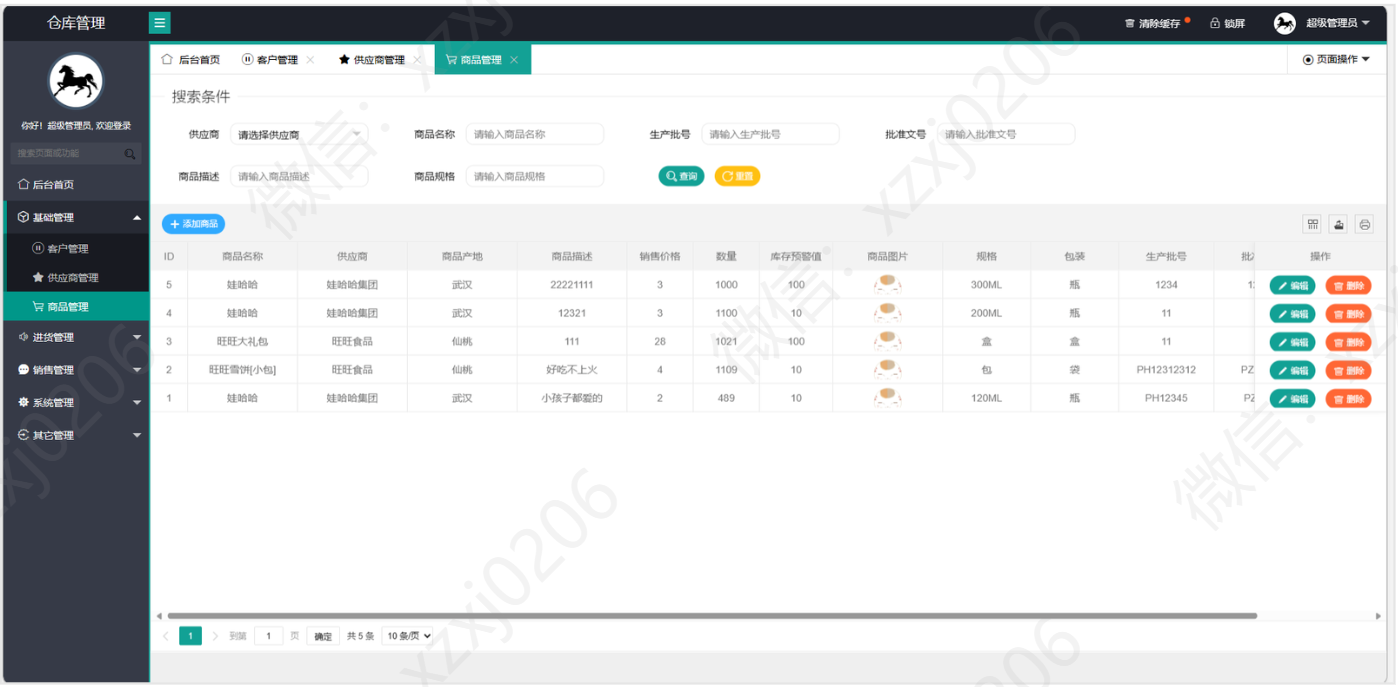 仓库管理
清除缓存
锁屏
超级管理员
后台首页
客户管理
供应商管理
商品管理
页面操作
你好！超级管理员, 欢迎登录
搜索页面或功能
后台首页
基础管理
客户管理
供应商管理
商品管理
进货管理
销售管理
系统管理
其它管理
搜索条件
供应商 请选择供应商 商品名称 请输入商品名称 生产批号 请输入生产批号 批准文号 请输入批准文号
商品描述 请输入商品描述 商品规格 请输入商品规格 查询 重置
添加商品
ID 商品名称 供应商 商品产地 商品描述 销售价格 数量 库存预警值 商品图片 规格 包装 生产批号 操作
5 娃哈哈 娃哈哈集团 武汉 22221111 3 1000 100 300ML 瓶 1234 编辑 删除
4 娃哈哈 娃哈哈集团 武汉 12321 3 1100 10 200ML 瓶 11 编辑 删除
3 旺旺大礼包 旺旺食品 仙桃 111 28 1021 100 盒 盒 11 编辑 删除
2 旺旺雪饼[小包] 旺旺食品 仙桃 好吃不上火 4 1109 10 包 袋 PH12312312 PZ 编辑 删除
1 娃哈哈 娃哈哈集团 武汉 小孩子都爱的 2 489 10 120ML 瓶 PH12345 PZ 编辑 删除
1 到第 1 页 确定 共 5 条 10 条/页
微信：xzxj0206